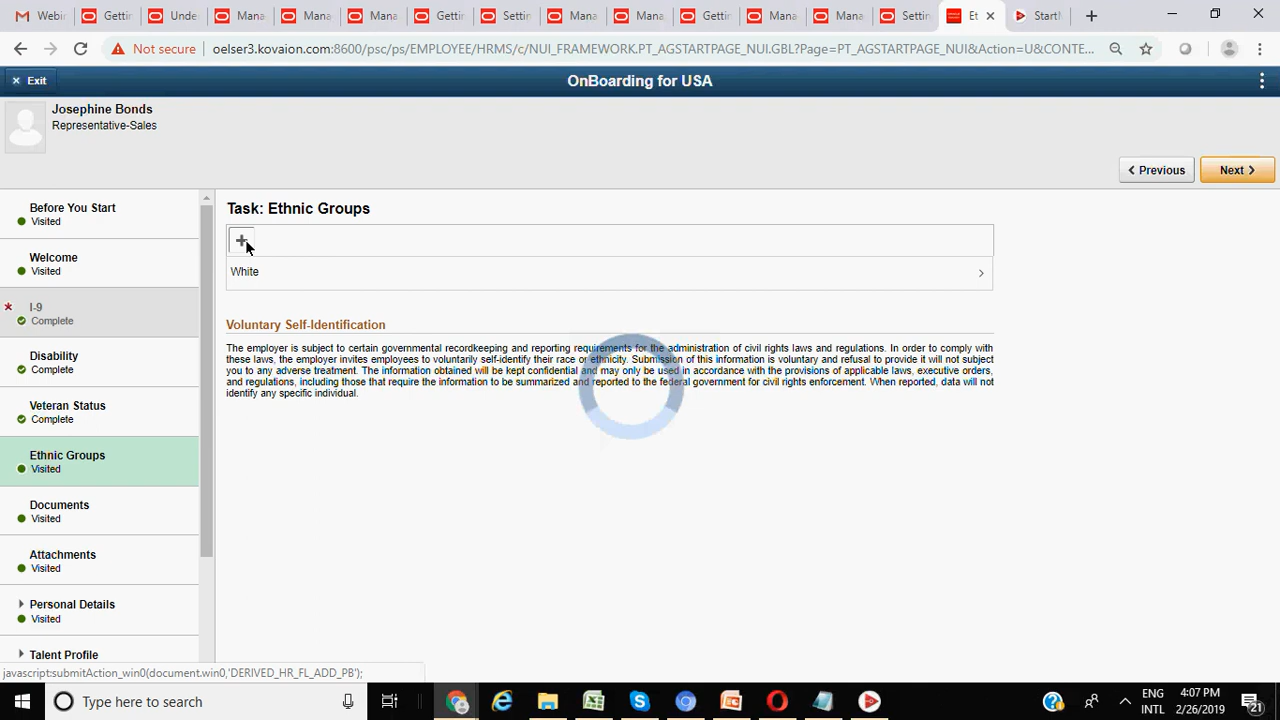 Webin
Gettin
Unde
Mana
Mana
Mana
Gettin
Settin
Mana
Mana
Gettin
Mana
Mana
Settin
Et
StartM
Not secure
oelser3.kovaion.com:8600/psc/ps/EMPLOYEE/HRMS/c/NUI_FRAMEWORK.PT_AGSTARTPAGE_NUI.GBL?Page=PT_AGSTARTPAGE_NUI&Action=U&CONTE...
Exit
OnBoarding for USA
Josephine Bonds
Representative-Sales
Previous
Next
Before You Start
Visited
Welcome
Visited
* I-9
Complete
Disability
Complete
Veteran Status
Complete
Ethnic Groups
Visited
Documents
Visited
Attachments
Visited
Personal Details
Visited
Talent Profile
Task: Ethnic Groups
White
Voluntary Self-Identification
The employer is subject to certain governmental recordkeeping and reporting requirements for the administration of civil rights laws and regulations. In order to comply with
these laws, the employer invites employees to voluntarily self-identify their race or ethnicity. Submission of this information is voluntary and refusal to provide it will not subject
you to any adverse treatment. The information obtained will be kept confidential and may only be used in accordance with the provisions of applicable laws, executive orders,
and regulations, including those that require the information to be summarized and reported to the federal government for civil rights enforcement. When reported, data will not
identify any specific individual.
javascript:submitAction_win0(document.win0,'DERIVED_HR_FL_ADD_PB');
Type here to search
ENG
INTL
4:07 PM
2/26/2019
21